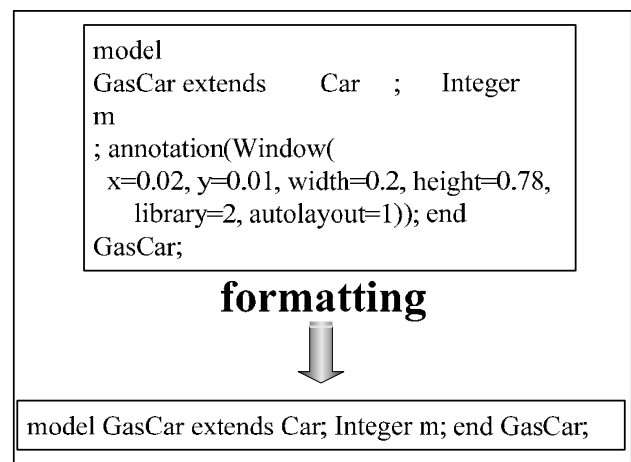 model
GasCar extends Car ; Integer
m
; annotation(Window(
x=0.02, y=0.01, width=0.2, height=0.78,
library=2, autolayout=1)); end
GasCar;
formatting
model GasCar extends Car; Integer m; end GasCar;